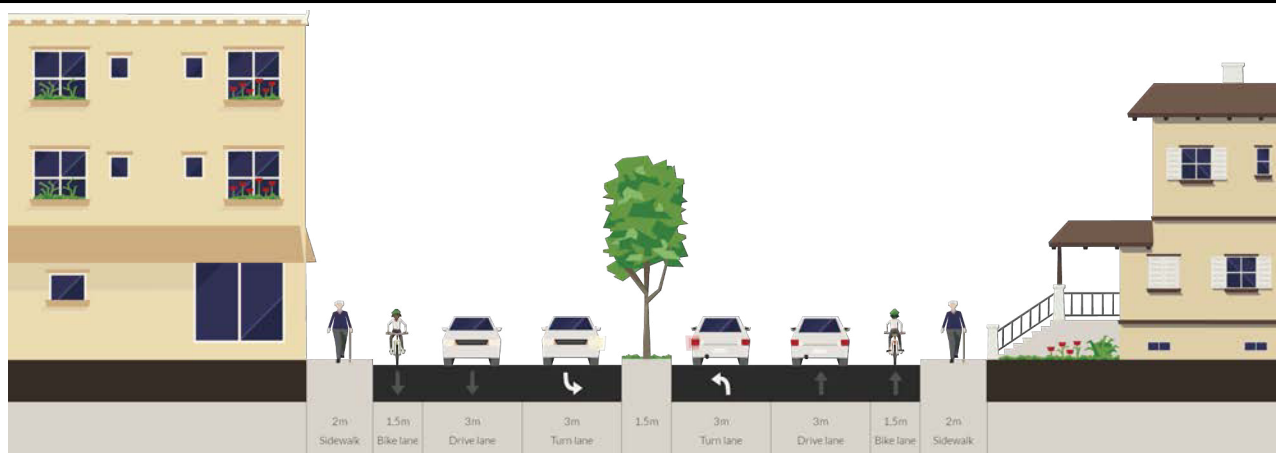 2m
Sidewalk
1.5m
Bike lane
3m
Drive lane
3m
Turn lane
1.5m
3m
Turn lane
3m
Drive lane
1.5m
Bike lane
2m
Sidewalk